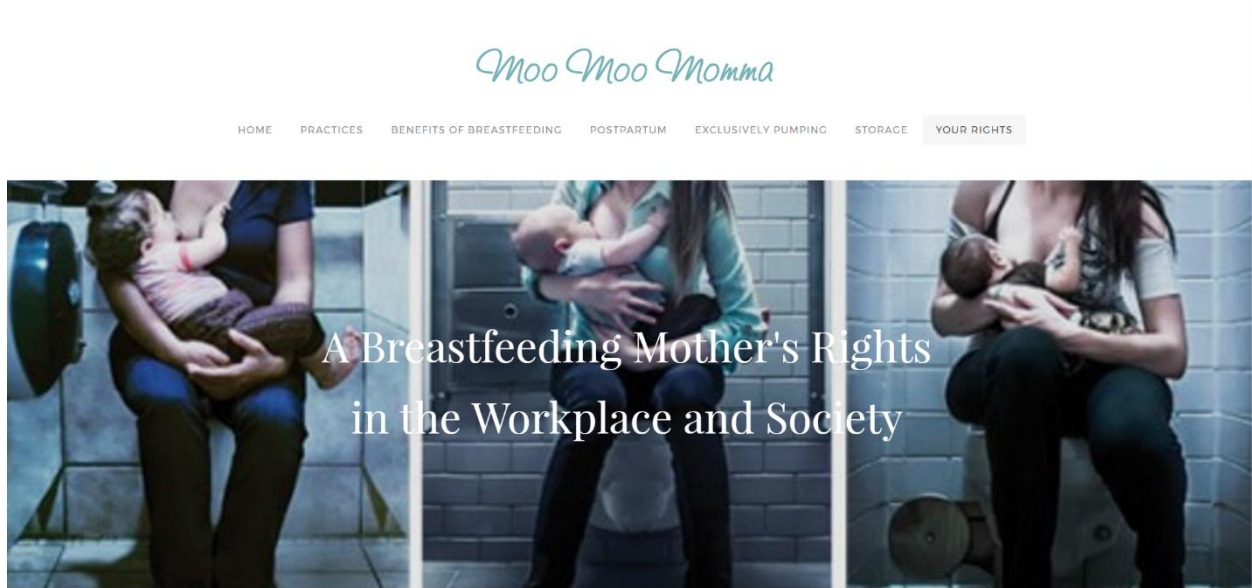 Moo Moo Momma
HOME PRACTICES BENEFITS OF BREASTFEEDING POSTPARTUM EXCLUSIVELY PUMPING STORAGE YOUR RIGHTS
A Breastfeeding Mother's Rights
in the Workplace and Society